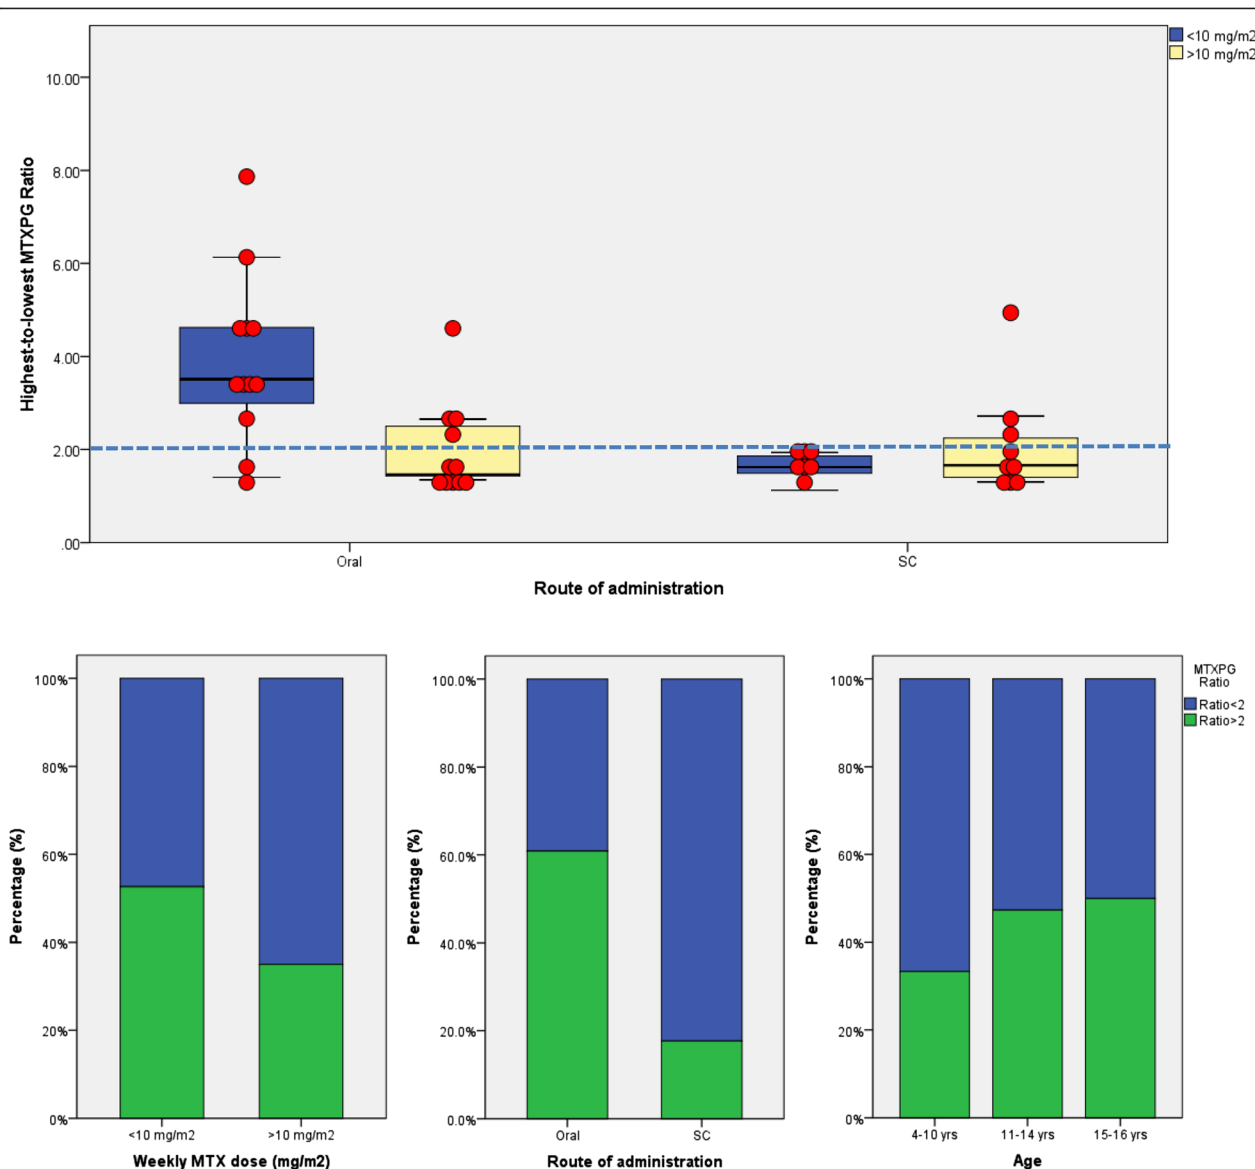 <10 mg/m2
>10 mg/m2
10.00
8.00
6.00
4.00
2.00
.00
Highest-to-lowest MTXPG Ratio
Oral
SC
Route of administration
100%
80%
60%
40%
20%
0%
Percentage (%)
<10 mg/m2
>10 mg/m2
Weekly MTX dose (mg/m2)
100.0%
80.0%
60.0%
40.0%
20.0%
0.0%
Percentage (%)
Oral
SC
Route of administration
100%
80%
60%
40%
20%
0%
Percentage (%)
4-10 yrs
11-14 yrs
15-16 yrs
Age
MTXPG
Ratio
Ratio<2
Ratio>2